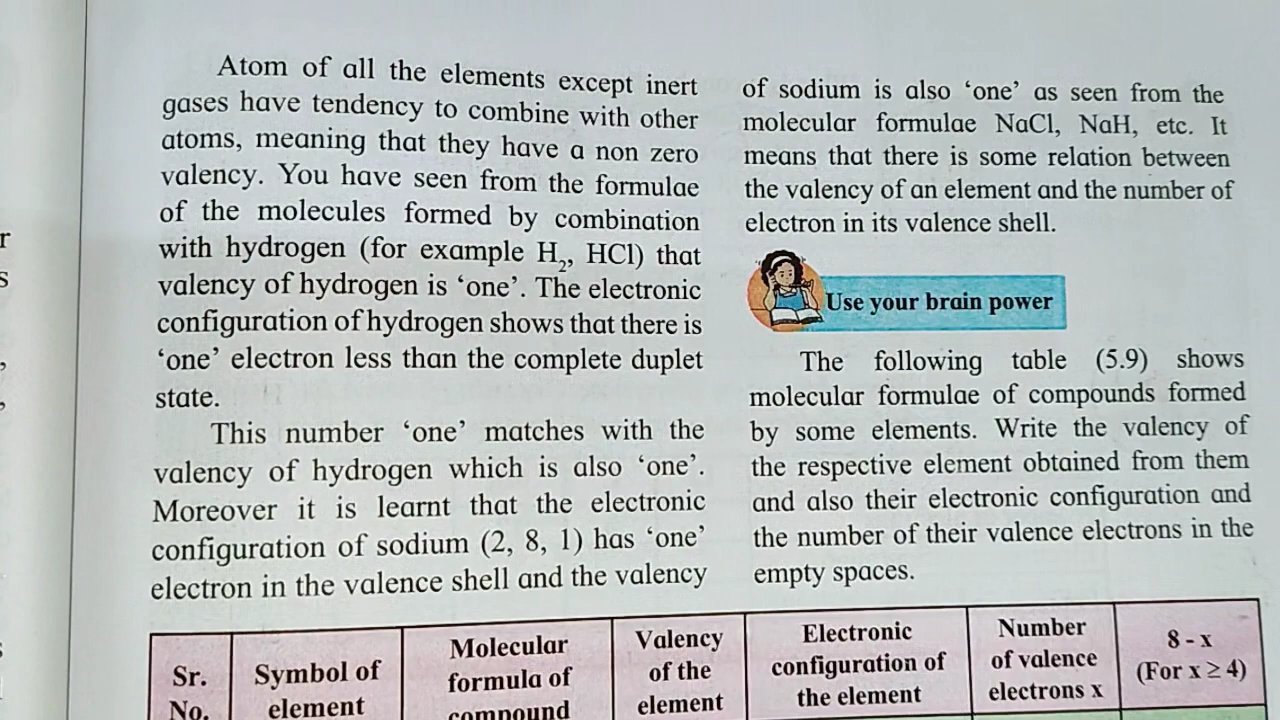 Atom of all the elements except inert
gases have tendency to combine with other
atoms, meaning that they have a non zero
valency. You have seen from the formulae
of the molecules formed by combination
with hydrogen (for example H₂, HCl) that
valency of hydrogen is ‘one’. The electronic
configuration of hydrogen shows that there is
‘one’ electron less than the complete duplet
state.
This number ‘one’ matches with the
valency of hydrogen which is also ‘one’.
Moreover it is learnt that the electronic
configuration of sodium (2, 8, 1) has ‘one’
electron in the valence shell and the valency
of sodium is also ‘one’ as seen from the
molecular formulae NaCl, NaH, etc. It
means that there is some relation between
the valency of an element and the number of
electron in its valence shell.
Use your brain power
The following table (5.9) shows
molecular formulae of compounds formed
by some elements. Write the valency of
the respective element obtained from them
and also their electronic configuration and
the number of their valence electrons in the
empty spaces.
Sr.
No.
Symbol of
element
Molecular
formula of
compound
Valency
of the
element
Electronic
configuration of
the element
Number
of valence
electrons x
8 - x
(For x ≥ 4)